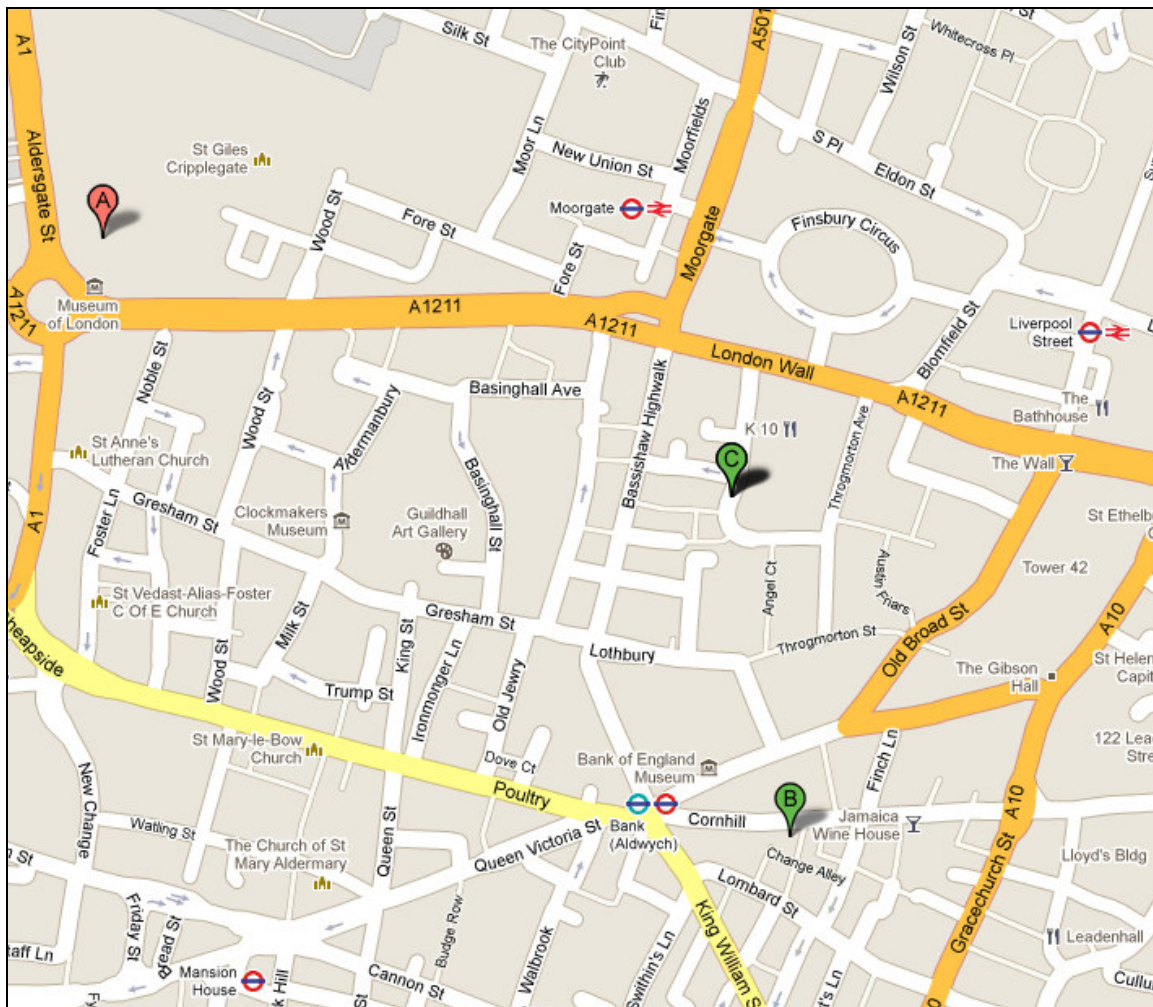 A1
Aldersgate St
A
St Giles
Cripplegate
Silk St
The CityPoint
Club
A501
Wilson St
Whitecross Pl
Moor Ln
New Union St
Moorfields
S Pl
Eldon St
Moorgate
Moorgate
Finsbury Circus
Fore St
Fore St
Wood St
Museum
of London
A1211
A1211
A1211
London Wall
A1211
Blomfield St
Liverpool
Street
The
Bathhouse
The Wall
Noble St
Wood St
Aldermanbury
Basinghall Ave
Basinghall St
Bassishaw Highwalk
K 10
C
Throgmorton Ave
St Anne's
Lutheran Church
Gresham St
Foster Ln
A1
Clockmakers
Museum
Guildhall
Art Gallery
St Vedast-Alias-Foster
C Of E Church
Milk St
Wood St
King St
Gresham St
Ironmonger Ln
Old Jewry
Lothbury
Angel Ct
Austin Friars
Throgmorton St
Old Broad St
Tower 42
A10
The Gibson
Hall
Trump St
St Mary-le-Bow
Church
Dove Ct
Poultry
Bank of England
Museum
Finch Ln
New Change
Watling St
The Church of St
Mary Aldermary
Queen St
Queen Victoria St
Bank
(Aldwych)
Cornhill
B
Jamaica
Wine House
Change Alley
Lombard St
A10
Gracechurch St
Lloyd's Bldg
Leadenhall
Friday St
Bread St
Mansion
House
Cannon St
Budge Row
Walbrook
King William S